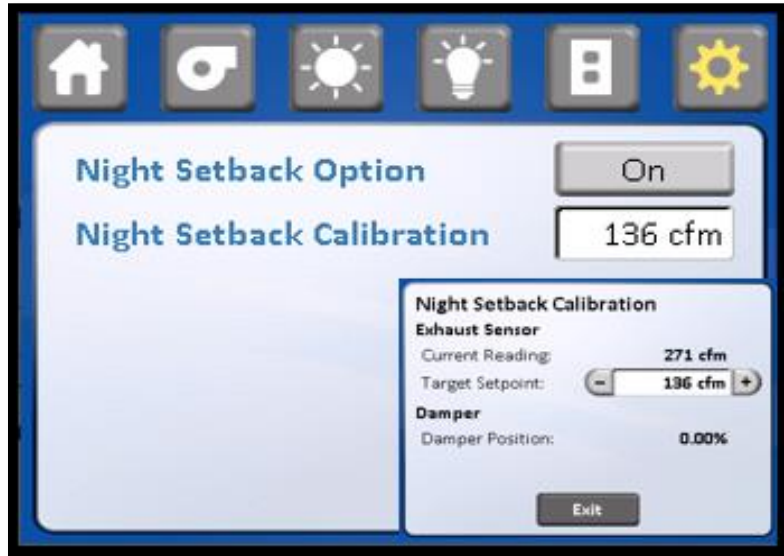 Night Setback Option On
Night Setback Calibration 136 cfm
Night Setback Calibration
Exhaust Sensor
Current Reading: 271 cfm
Target Setpoint: - 136 cfm +
Damper
Damper Position: 0.00%
Exit